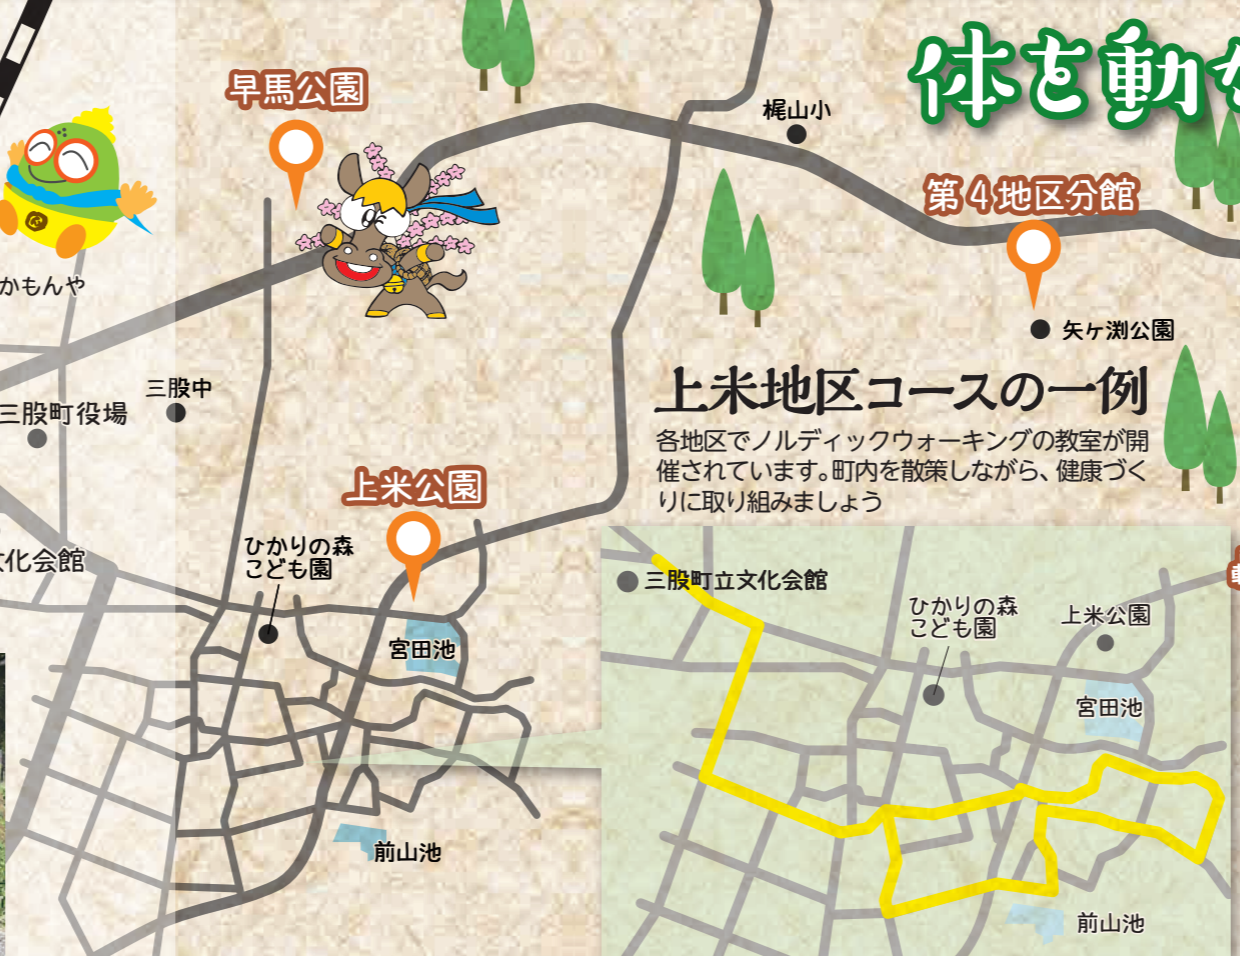 体を動
早馬公園
梶山小
第4地区分館
かもんや
矢ヶ渕公園
三股中
三股町役場
上米地区コースの一例
各地区でノルディックウォーキングの教室が開
催されています。町内を散策しながら、健康づく
りに取り組みましょう
上米公園
ひかりの森
こども園
化会館
宮田池
前山池
三股町立文化会館
ひかりの森
こども園
上米公園
宮田池
前山池